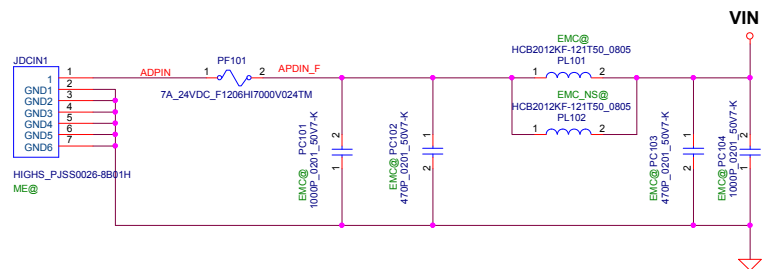 VIN
EMC@
HCB2012KF-121T50_0805
PL101
1 2
EMC_NS@
HCB2012KF-121T50_0805
PL102
1 2
JDCIN1
1
GND1
GND2
GND3
GND4
GND5
GND6
1
2
3
4
5
6
7
HIGHS_PJSS0026-8B01H
ME@
ADPIN
PF101
1 2
7A_24VDC_F1206HI7000V024TM
APDIN_F
EMC@ PC101
1000P_0201_50V7-K
2
1
EMC@ PC102
470P_0201_50V7-K
1
2
EMC@ PC103
470P_0201_50V7-K
1
2
EMC@ PC104
1000P_0201_50V7-K
2
1